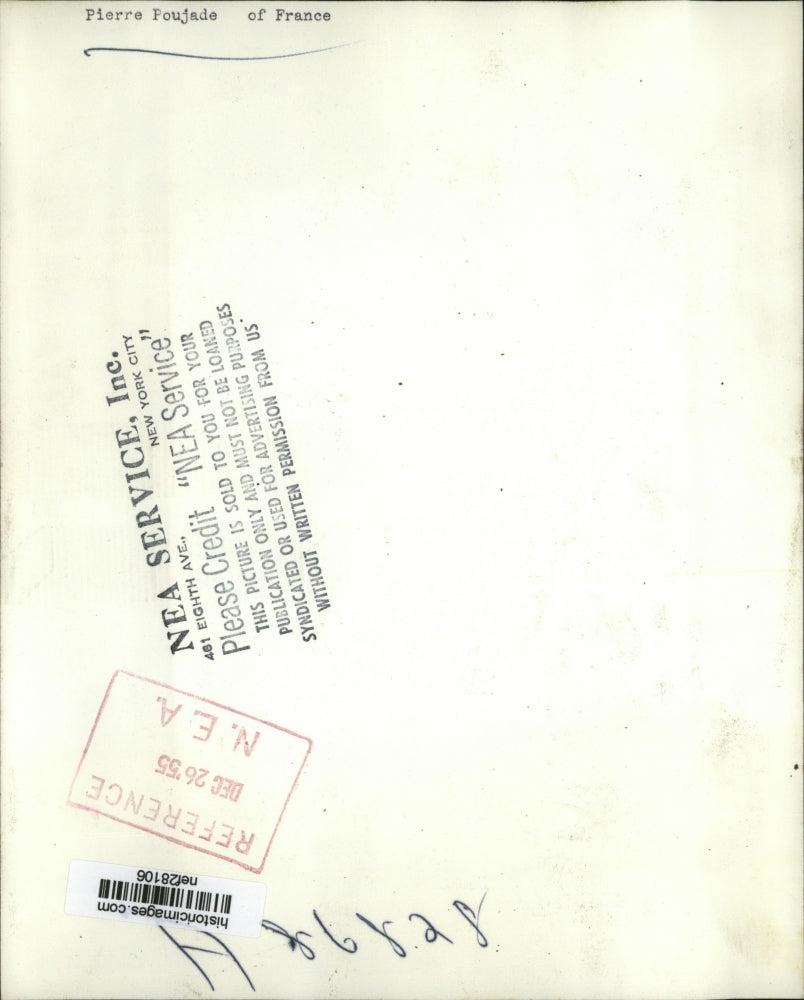 Pierre Poujade of France
NEA SERVICE, Inc.
461 EIGHTH AVE., NEW YORK CITY
Please Credit "NEA Service"
THIS PICTURE IS SOLD TO YOU FOR YOUR
PUBLICATION ONLY AND MUST NOT BE LOANED
SYNDICATED OR USED FOR ADVERTISING PURPOSES
WITHOUT WRITTEN PERMISSION FROM US.
REFERENCE
DEC 26 '55
N. E. A.
historicimages.com
nef28106
A 86828